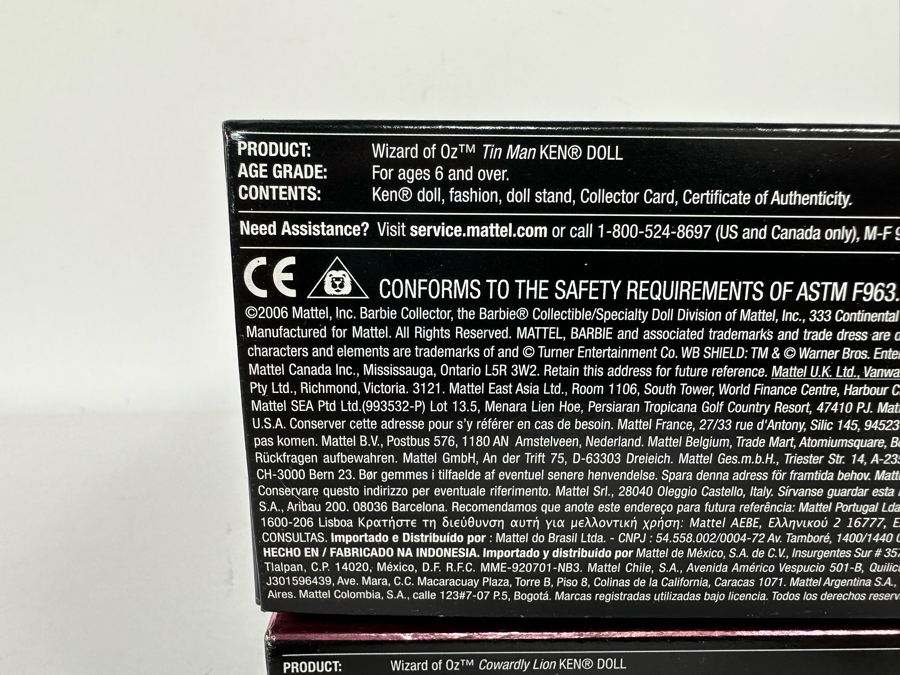 PRODUCT: Wizard of Oz™ Tin Man KEN® DOLL
AGE GRADE: For ages 6 and over.
CONTENTS: Ken® doll, fashion, doll stand, Collector Card, Certificate of Authenticity.
Need Assistance? Visit service.mattel.com or call 1-800-524-8697 (US and Canada only), M-F
CE CONFORMS TO THE SAFETY REQUIREMENTS OF ASTM F963.
©2006 Mattel, Inc. Barbie Collector, the Barbie® Collectible/Specialty Doll Division of Mattel, Inc., 333 Continental
Manufactured for Mattel. All Rights Reserved. MATTEL, BARBIE and associated trademarks and trade dress are
characters and elements are trademarks of and © Turner Entertainment Co. WB SHIELD: TM & © Warner Bros.
Mattel Canada Inc., Mississauga, Ontario L5R 3W2. Retain this address for future reference. Mattel U.K. Ltd.,
Pty Ltd., Richmond, Victoria. 3121. Mattel East Asia Ltd., Room 1106, South Tower, World Finance Centre, Harbour
Mattel SEA Ptd Ltd.(993532-P) Lot 13.5, Menara Lien Hoe, Persiaran Tropicana Golf Country Resort, 47410 P.J.
U.S.A. Conserver cette adresse pour s'y référer en cas de besoin. Mattel France, 27/33 rue d'Antony, Silic 145, 94523
pas komen. Mattel B.V., Postbus 576, 1180 AN Amstelveen, Nederland. Mattel Belgium, Trade Mart, Atomiumsquare,
Rückfragen aufbewahren. Mattel GmbH, An der Trift 75, D-63303 Dreieich. Mattel Ges.m.b.H., Triester Str. 14,
CH-3000 Bern 23. Bør gemmes i tilfælde af eventuel senere henvendelse. Spara denna adress för framtida behov.
Conservare questo indirizzo per eventuale riferimento. Mattel Srl., 28040 Oleggio Castello, Italy. Sírvanse guardar esta
S.A., Aribau 200. 08036 Barcelona. Recomendamos que anote este endereço para futura referência: Mattel Portugal
1600-206 Lisboa Κρατήστε τη διεύθυνση αυτή για μελλοντική χρήση: Mattel AEBE, Ελληνικού 2 16777,
CONSULTAS. Importado e Distribuído por : Mattel do Brasil Ltda. - CNPJ : 54.558.002/0004-72 Av. Tamboré, 1400/1440
HECHO EN / FABRICADO NA INDONESIA. Importado y distribuido por Mattel de México, S.A. de C.V., Insurgentes Sur #
Tlalpan, C.P. 14020, México, D.F. R.F.C. MME-920701-NB3. Mattel Chile, S.A., Avenida Américo Vespucio 501-B,
J301596439, Ave. Mara, C.C. Macaracuay Plaza, Torre B, Piso 8, Colinas de la California, Caracas 1071. Mattel Argentina S.A.,
Aires. Mattel Colombia, S.A., calle 123#7-07 P.5, Bogotá. Marcas registradas utilizadas bajo licencia. Todos los derechos
PRODUCT: Wizard of Oz™ Cowardly Lion KEN® DOLL